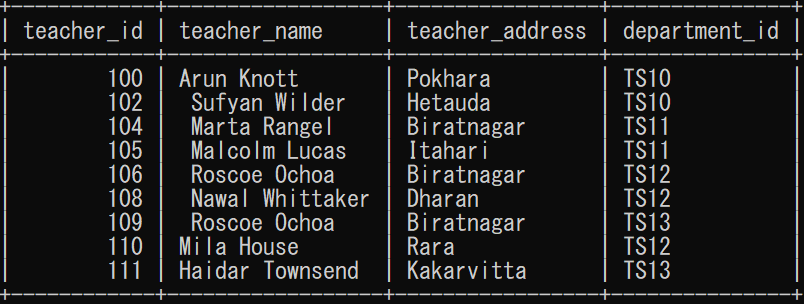 +------------+------------------+-----------------+---------------+
| teacher_id | teacher_name     | teacher_address | department_id |
+------------+------------------+-----------------+---------------+
|        100 | Arun Knott       | Pokhara         | TS10          |
|        102 |  Sufyan Wilder   | Hetauda         | TS10          |
|        104 |  Marta Rangel    | Biratnagar      | TS11          |
|        105 |  Malcolm Lucas   | Itahari         | TS11          |
|        106 |  Roscoe Ochoa    | Biratnagar      | TS12          |
|        108 |  Nawal Whittaker | Dharan          | TS12          |
|        109 |  Roscoe Ochoa    | Biratnagar      | TS13          |
|        110 | Mila House       | Rara            | TS12          |
|        111 | Haidar Townsend  | Kakarvitta      | TS13          |
+------------+------------------+-----------------+---------------+